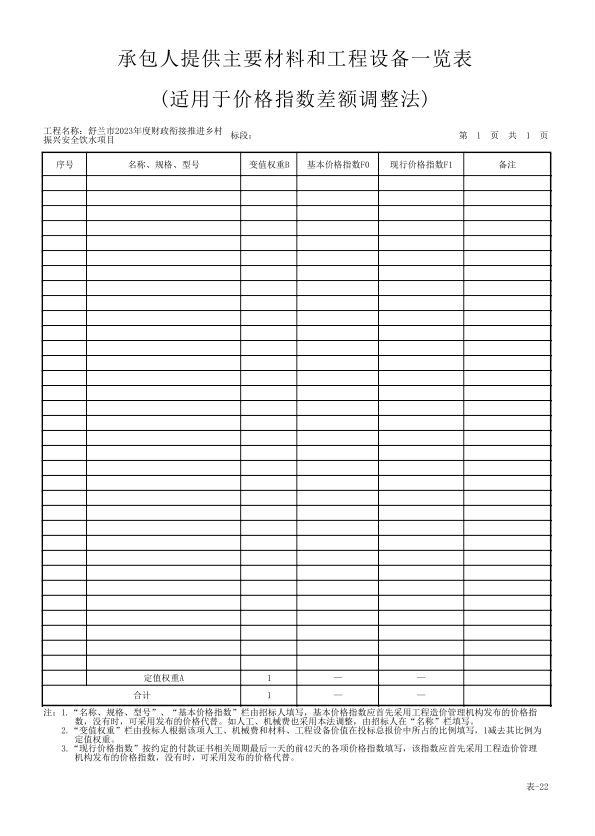 承包人提供主要材料和工程设备一览表
(适用于价格指数差额调整法)
工程名称：舒兰市2023年度财政衔接推进乡村
振兴安全饮水项目
标段：
第 1 页 共 1 页
序号 名称、规格、型号 变值权重B 基本价格指数F0 现行价格指数F1 备注
定值权重A 1 — —
合计 1 — —
注：1.“名称、规格、型号”、“基本价格指数”栏由招标人填写，基本价格指数应首先采用工程造价管理机构发布的价格指
数，没有时，可采用发布的价格代替。如人工、机械费也采用本法调整，由招标人在“名称”栏填写。
2.“变值权重”栏由投标人根据该项人工、机械费和材料、工程设备价值在投标总报价中所占的比例填写，1减去其比例为
定值权重。
3.“现行价格指数”按约定的付款证书相关周期最后一天的前42天的各项价格指数填写，该指数应首先采用工程造价管理
机构发布的价格指数，没有时，可采用发布的价格代替。
表-22